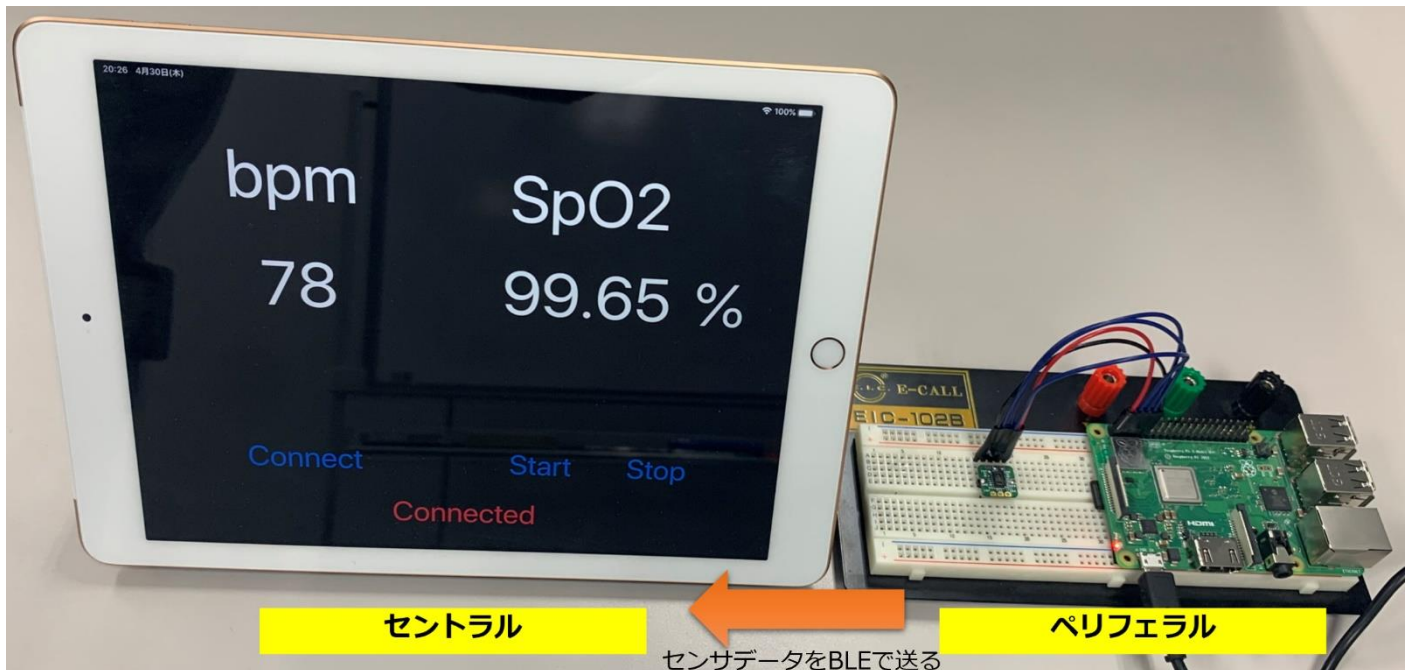 20:26 4月30日(木)
100%
bpm
SpO2
78
99.65 %
Connect
Start
Stop
Connected
E-CALL
EIC-102B
HDMI
セントラル
ペリフェラル
センサデータをBLEで送る